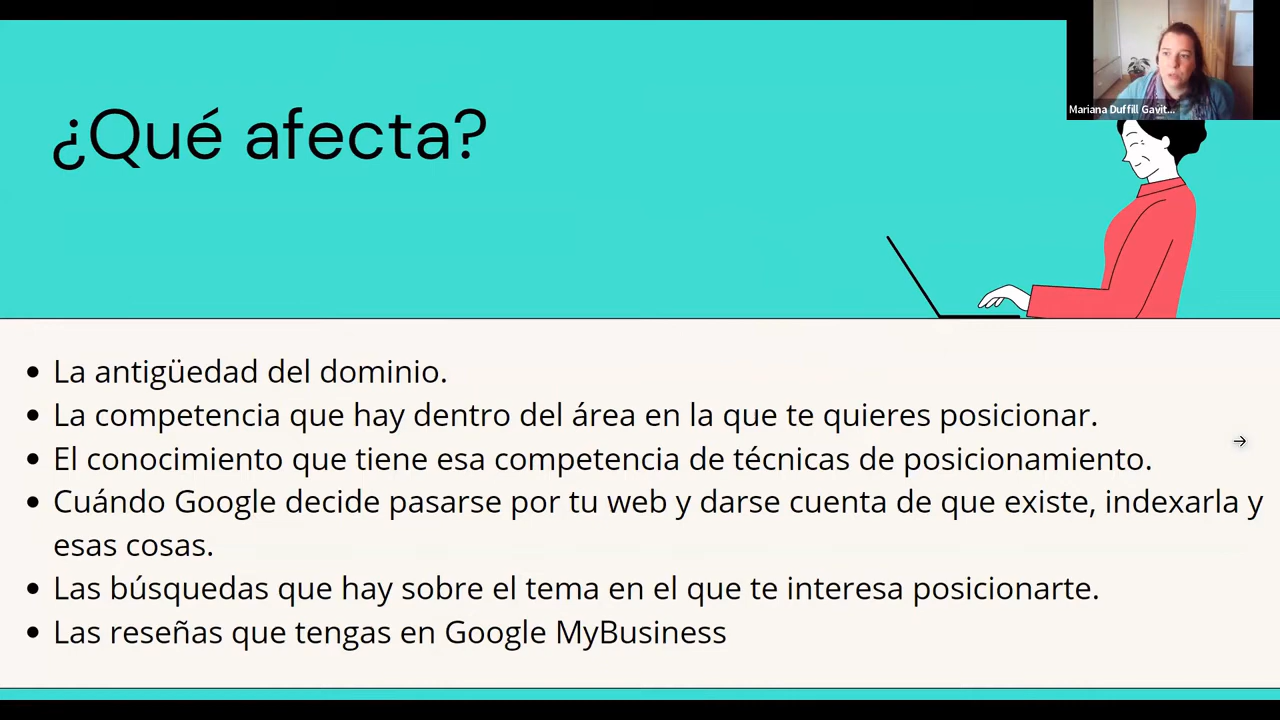 ¿Qué afecta?
Mariana Duffill Gavit...
• La antigüedad del dominio.
• La competencia que hay dentro del área en la que te quieres posicionar.
• El conocimiento que tiene esa competencia de técnicas de posicionamiento.
• Cuándo Google decide pasarse por tu web y darse cuenta de que existe, indexarla y
esas cosas.
• Las búsquedas que hay sobre el tema en el que te interesa posicionarte.
• Las reseñas que tengas en Google MyBusiness